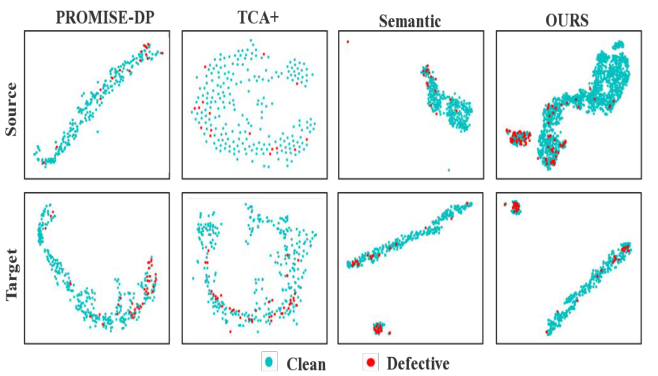 PROMISE-DP TCA+ Semantic OURS
Source
Target
Clean Defective